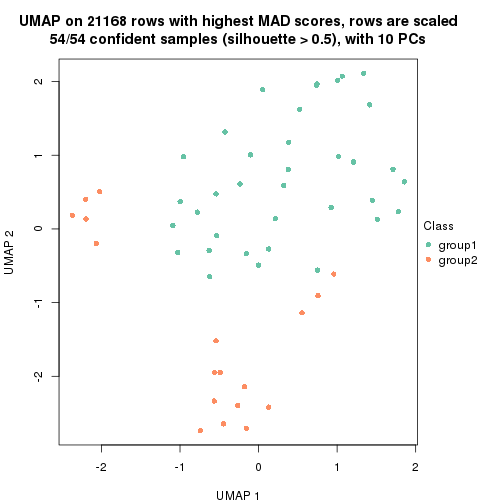 UMAP on 21168 rows with highest MAD scores, rows are scaled
54/54 confident samples (silhouette > 0.5), with 10 PCs
2
1
0
-1
-2
UMAP 2
Class
group1
group2
-2
-1
0
1
2
UMAP 1